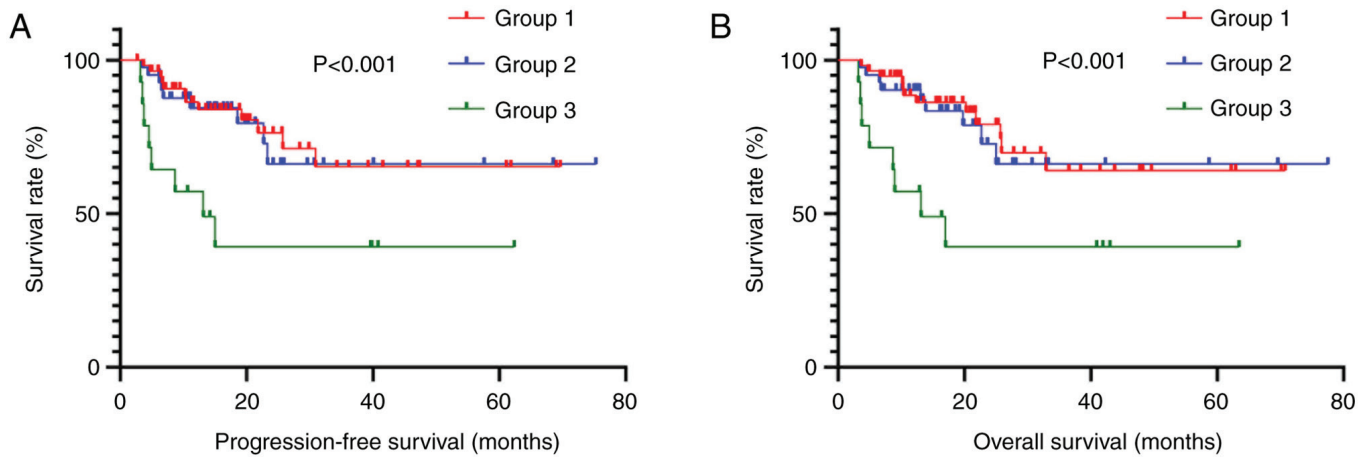 A
Group 1
Group 2
Group 3
P<0.001
Survival rate (%)
100
50
0
0 20 40 60 80
Progression-free survival (months)
B
Group 1
Group 2
Group 3
P<0.001
Survival rate (%)
100
50
0
0 20 40 60 80
Overall survival (months)